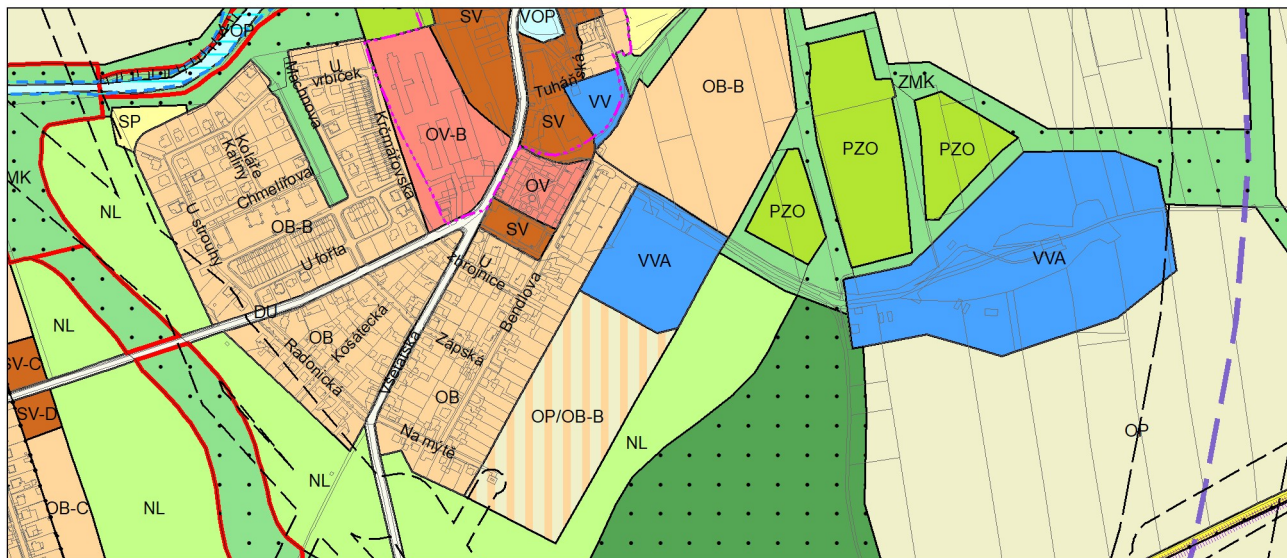 VOP
SV
VOP
U
vrbiček
Tuháňská
OB-B
ZMK
Machnova
VV
SP
OV-B
SV
Krčmářovská
Koláře
Kaliny
PZO
PZO
Chmelířova
OV
MK
NL
PZO
U strouhy
OB-B
SV
U
zbrojnice
U fořta
VVA
VVA
Bendlova
DU
NL
OB
Košátecká
Radonická
Všetatská
Zápská
SV-C
OB
SV-D
OP/OB-B
NL
OP
Na mýtě
NL
NL
OB-C